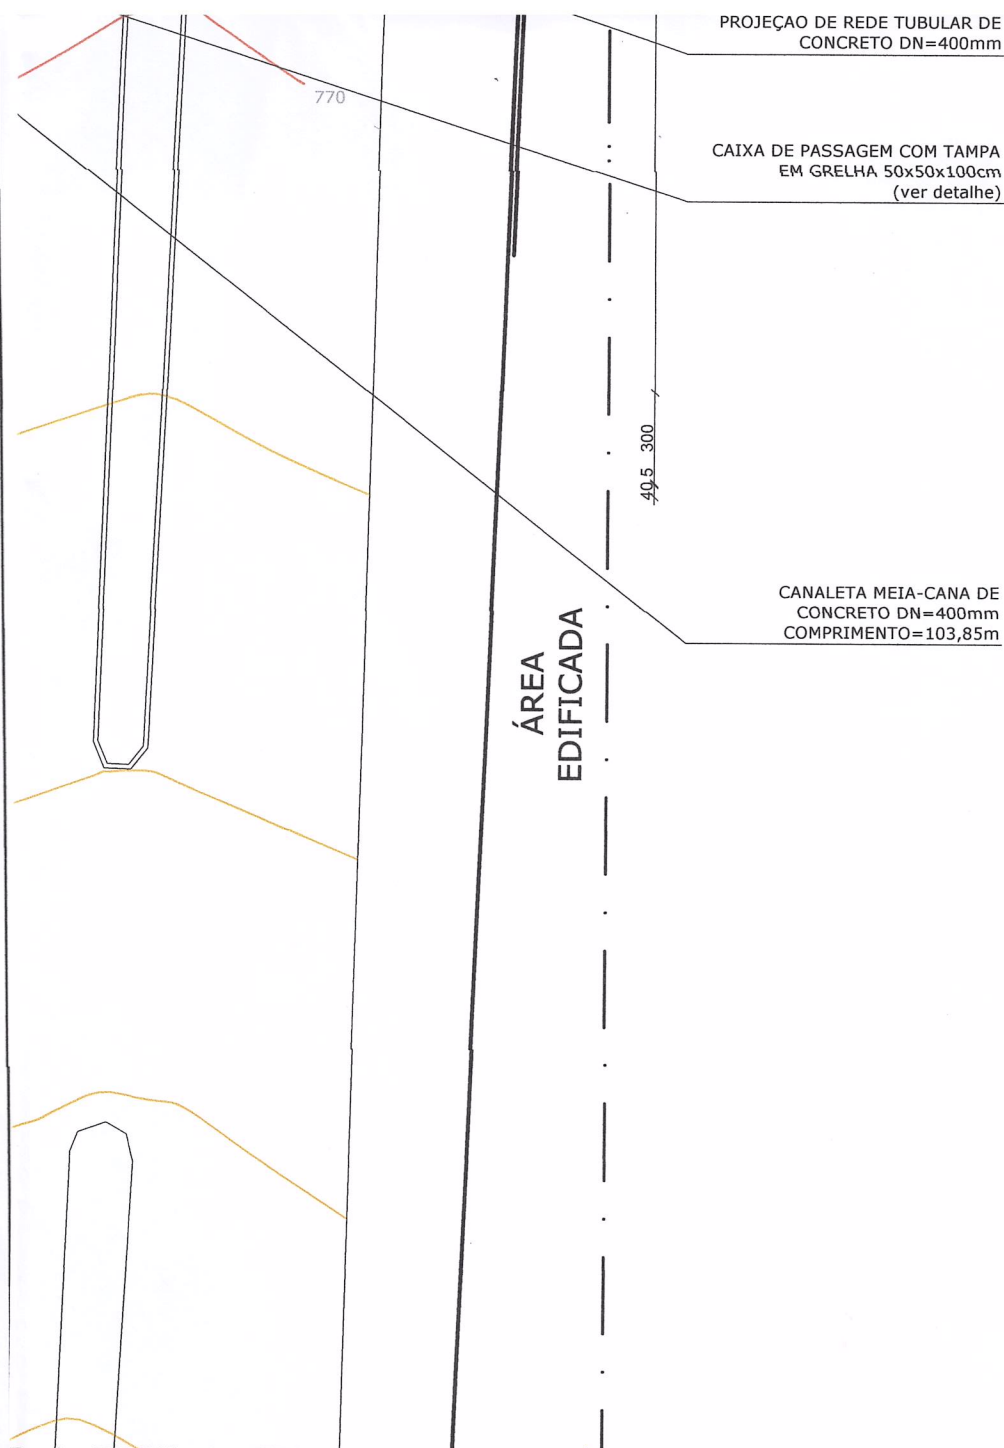 PROJEÇAO DE REDE TUBULAR DE
CONCRETO DN=400mm
770
CAIXA DE PASSAGEM COM TAMPA
EM GRELHA 50x50x100cm
(ver detalhe)
40,5 300
CANALETA MEIA-CANA DE
CONCRETO DN=400mm
COMPRIMENTO=103,85m
ÁREA
EDIFICADA